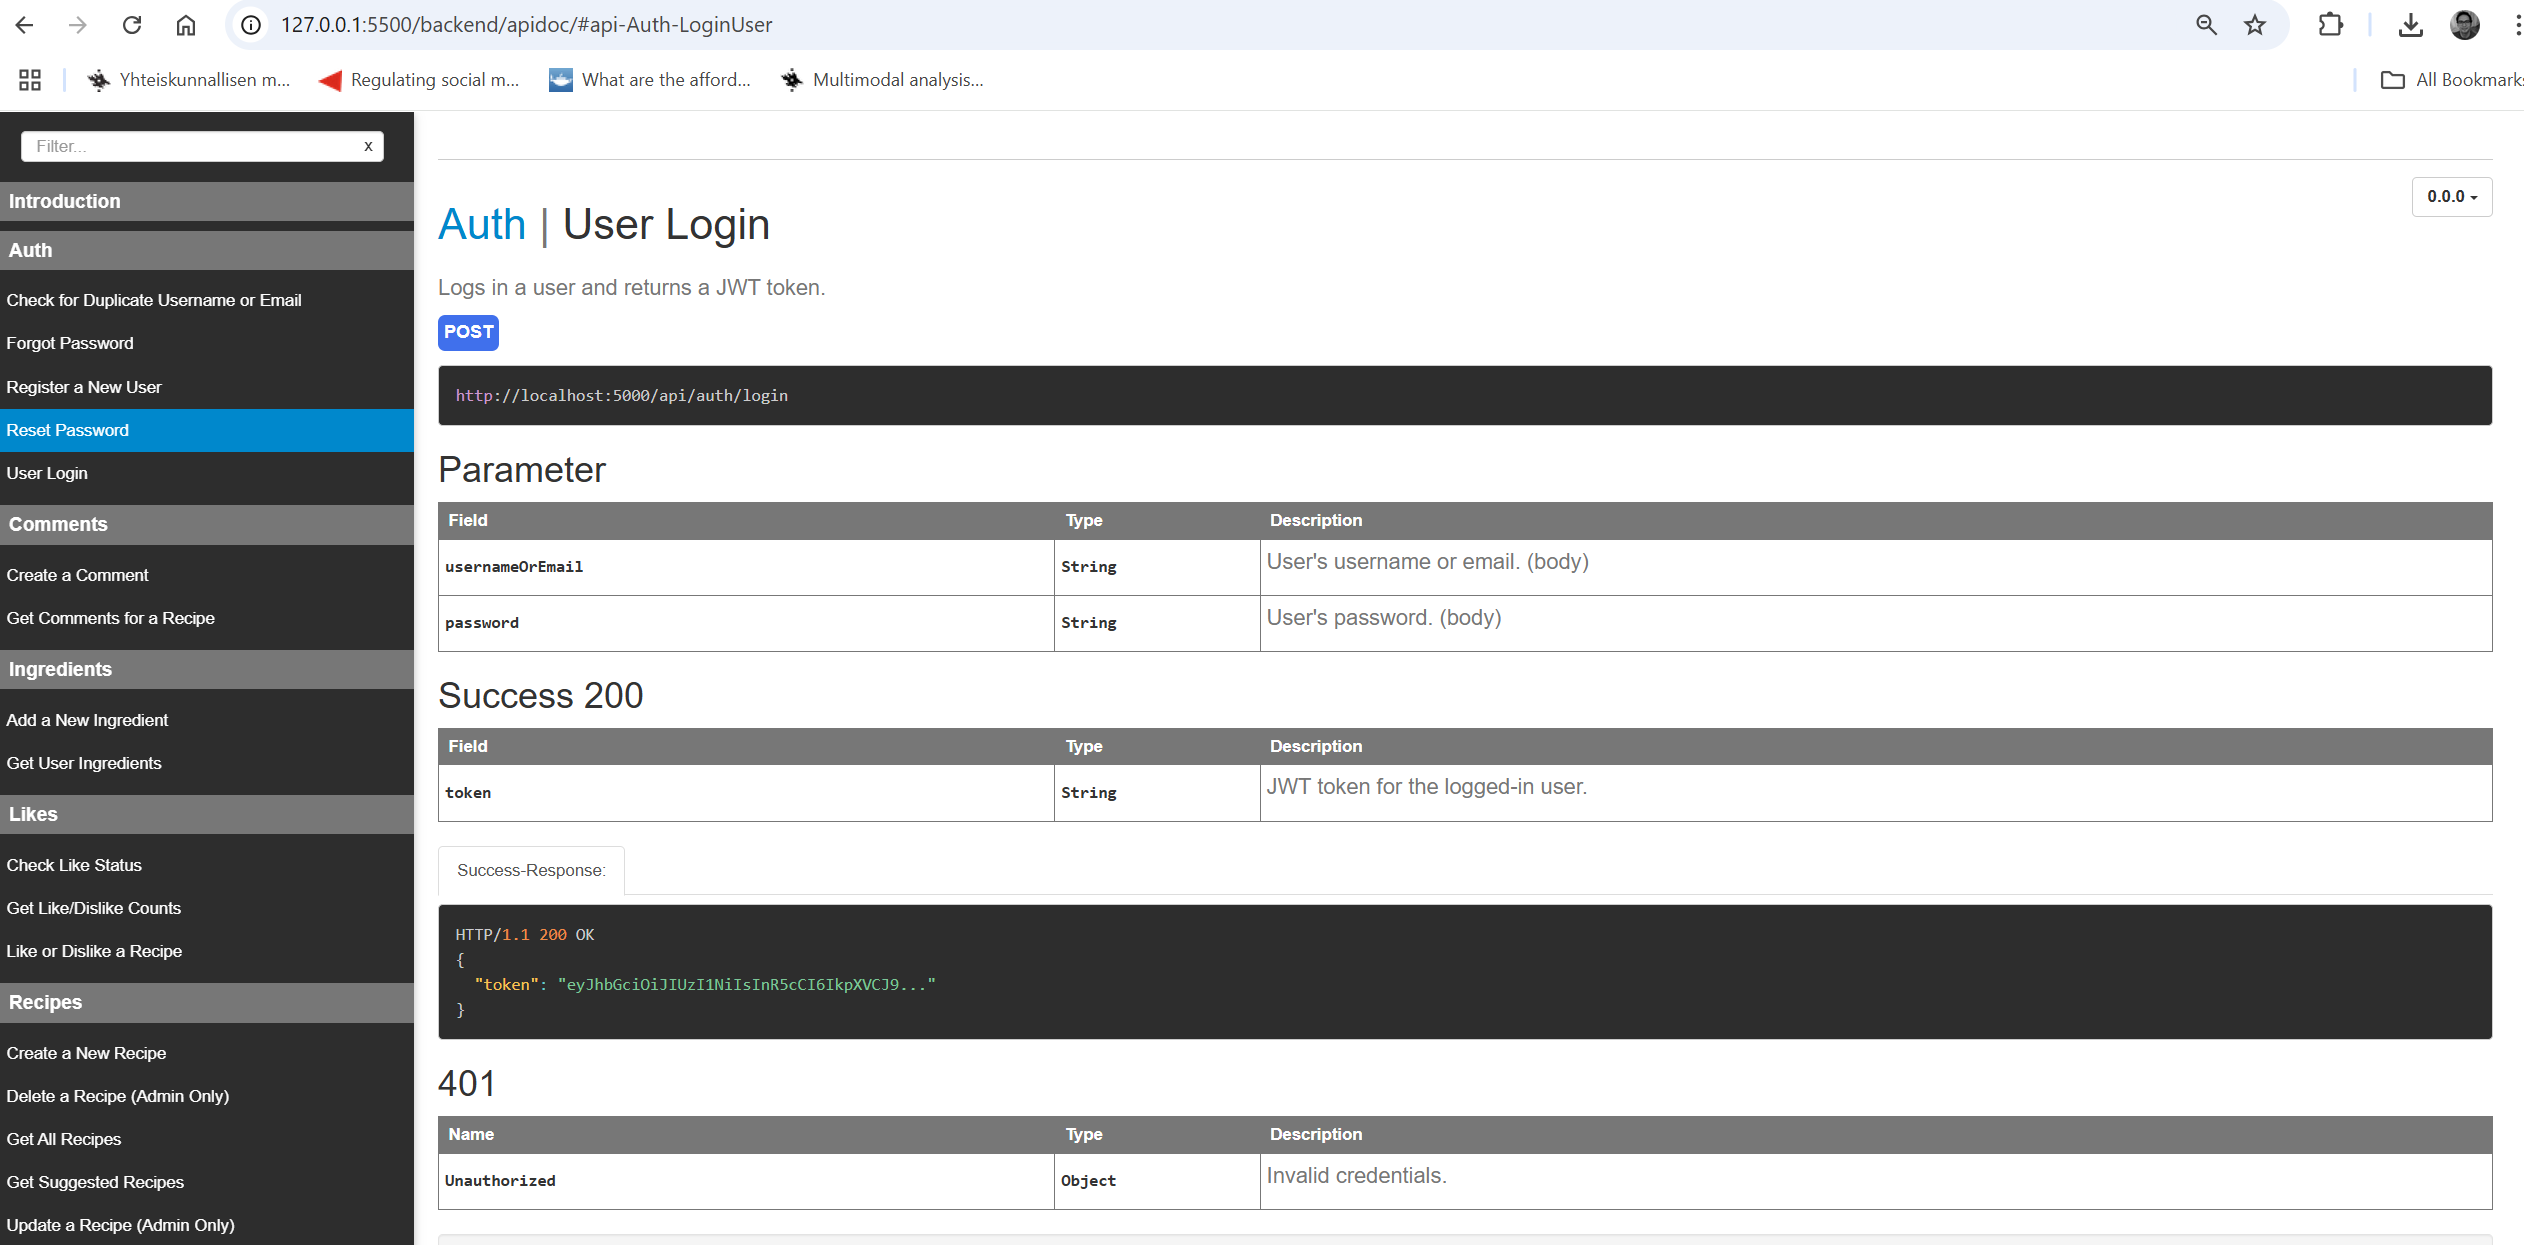 127.0.0.1:5500/backend/apidoc/#api-Auth-LoginUser
Yhteiskunnallisen m...
Regulating social m...
What are the afford...
Multimodal analysis...
All Bookmarks
Filter...
x
Introduction
Auth
Check for Duplicate Username or Email
Forgot Password
Register a New User
Reset Password
User Login
Comments
Create a Comment
Get Comments for a Recipe
Ingredients
Add a New Ingredient
Get User Ingredients
Likes
Check Like Status
Get Like/Dislike Counts
Like or Dislike a Recipe
Recipes
Create a New Recipe
Delete a Recipe (Admin Only)
Get All Recipes
Get Suggested Recipes
Update a Recipe (Admin Only)
0.0.0
Auth | User Login
Logs in a user and returns a JWT token.
POST
http://localhost:5000/api/auth/login
Parameter
Field Type Description
usernameOrEmail String User's username or email. (body)
password String User's password. (body)
Success 200
Field Type Description
token String JWT token for the logged-in user.
Success-Response:
HTTP/1.1 200 OK
{
"token": "eyJhbGciOiJIUzI1NiIsInR5cCI6IkpXVCJ9..."
}
401
Name Type Description
Unauthorized Object Invalid credentials.